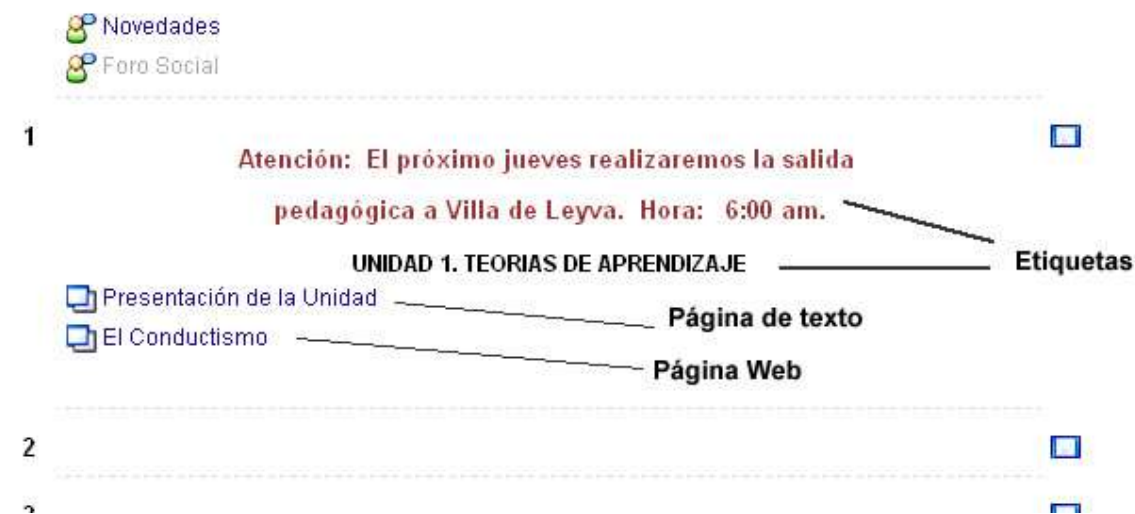 Novedades
Foro Social
1
Atención: El próximo jueves realizaremos la salida
pedagógica a Villa de Leyva. Hora: 6:00 am.
UNIDAD 1. TEORIAS DE APRENDIZAJE
Etiquetas
Presentación de la Unidad
Página de texto
El Conductismo
Página Web
2